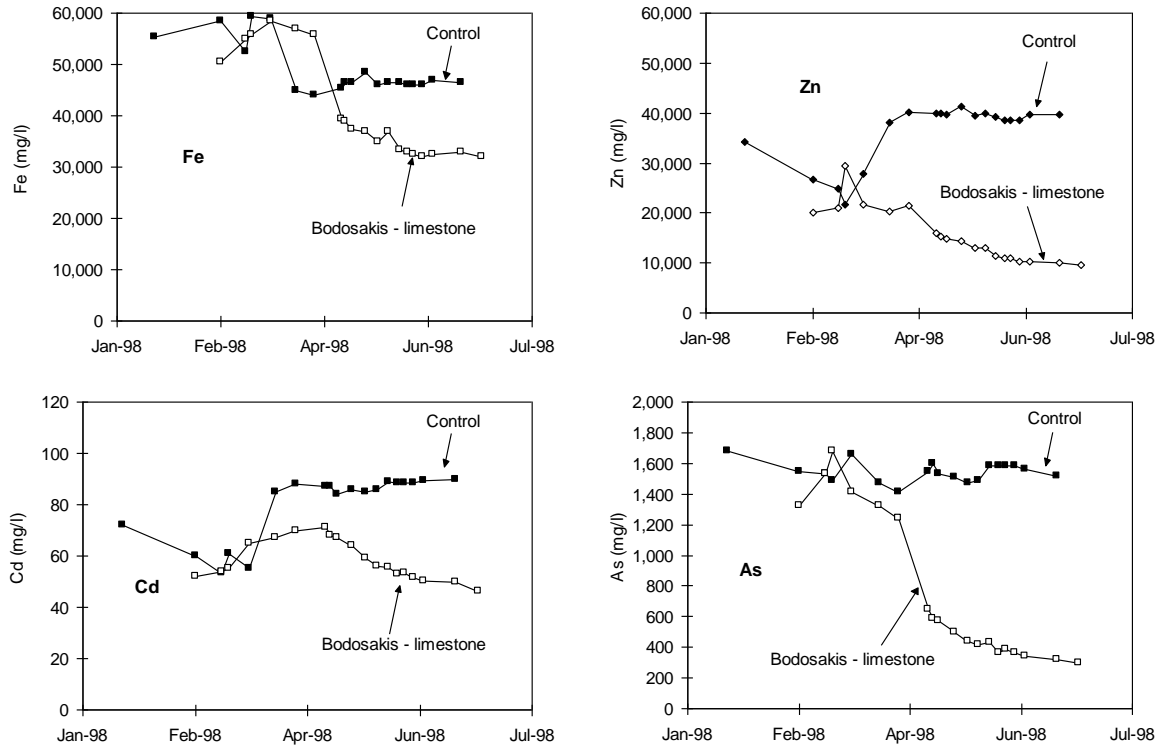 60,000
50,000
40,000
30,000
20,000
10,000
0
Fe (mg/l)
Control
Fe
Bodosakis - limestone
Jan-98 Feb-98 Apr-98 Jun-98 Jul-98
60,000
50,000
40,000
30,000
20,000
10,000
0
Zn (mg/l)
Control
Zn
Bodosakis - limestone
Jan-98 Feb-98 Apr-98 Jun-98 Jul-98
120
100
80
60
40
20
0
Cd (mg/l)
Control
Cd
Bodosakis - limestone
Jan-98 Feb-98 Apr-98 Jun-98 Jul-98
2,000
1,800
1,600
1,400
1,200
1,000
800
600
400
200
0
As (mg/l)
Control
As
Bodosakis - limestone
Jan-98 Feb-98 Apr-98 Jun-98 Jul-98